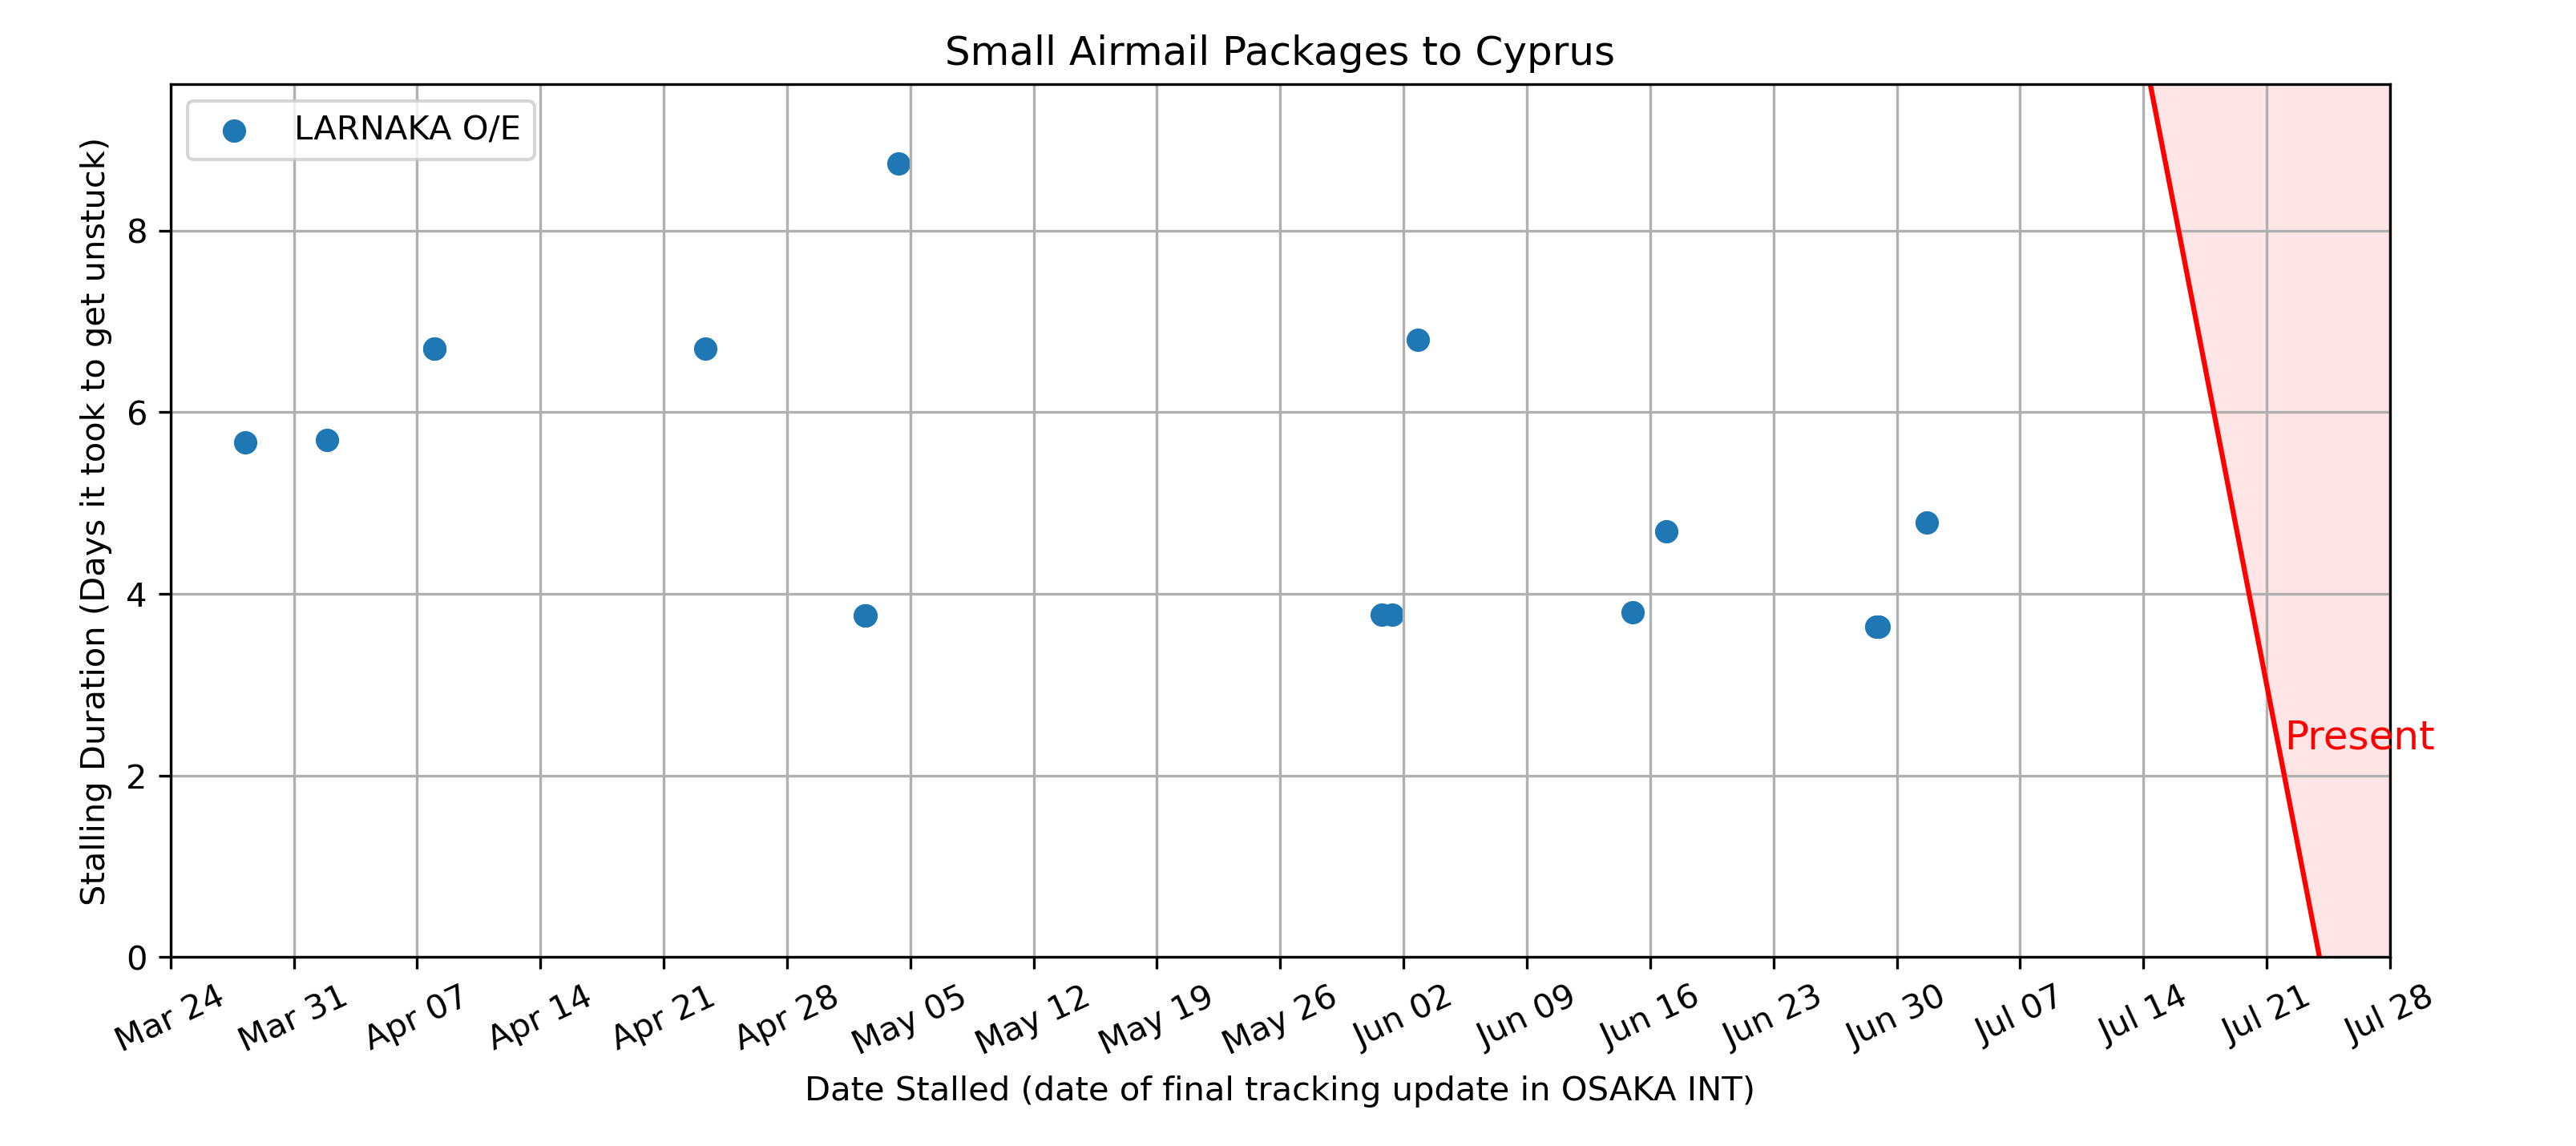 Small Airmail Packages to Cyprus
LARNAKA O/E
Stalling Duration (Days it took to get unstuck)
8
6
4
2
0
Present
Mar 24 Mar 31 Apr 07 Apr 14 Apr 21 Apr 28 May 05 May 12 May 19 May 26 Jun 02 Jun 09 Jun 16 Jun 23 Jun 30 Jul 07 Jul 14 Jul 21 Jul 28
Date Stalled (date of final tracking update in OSAKA INT)